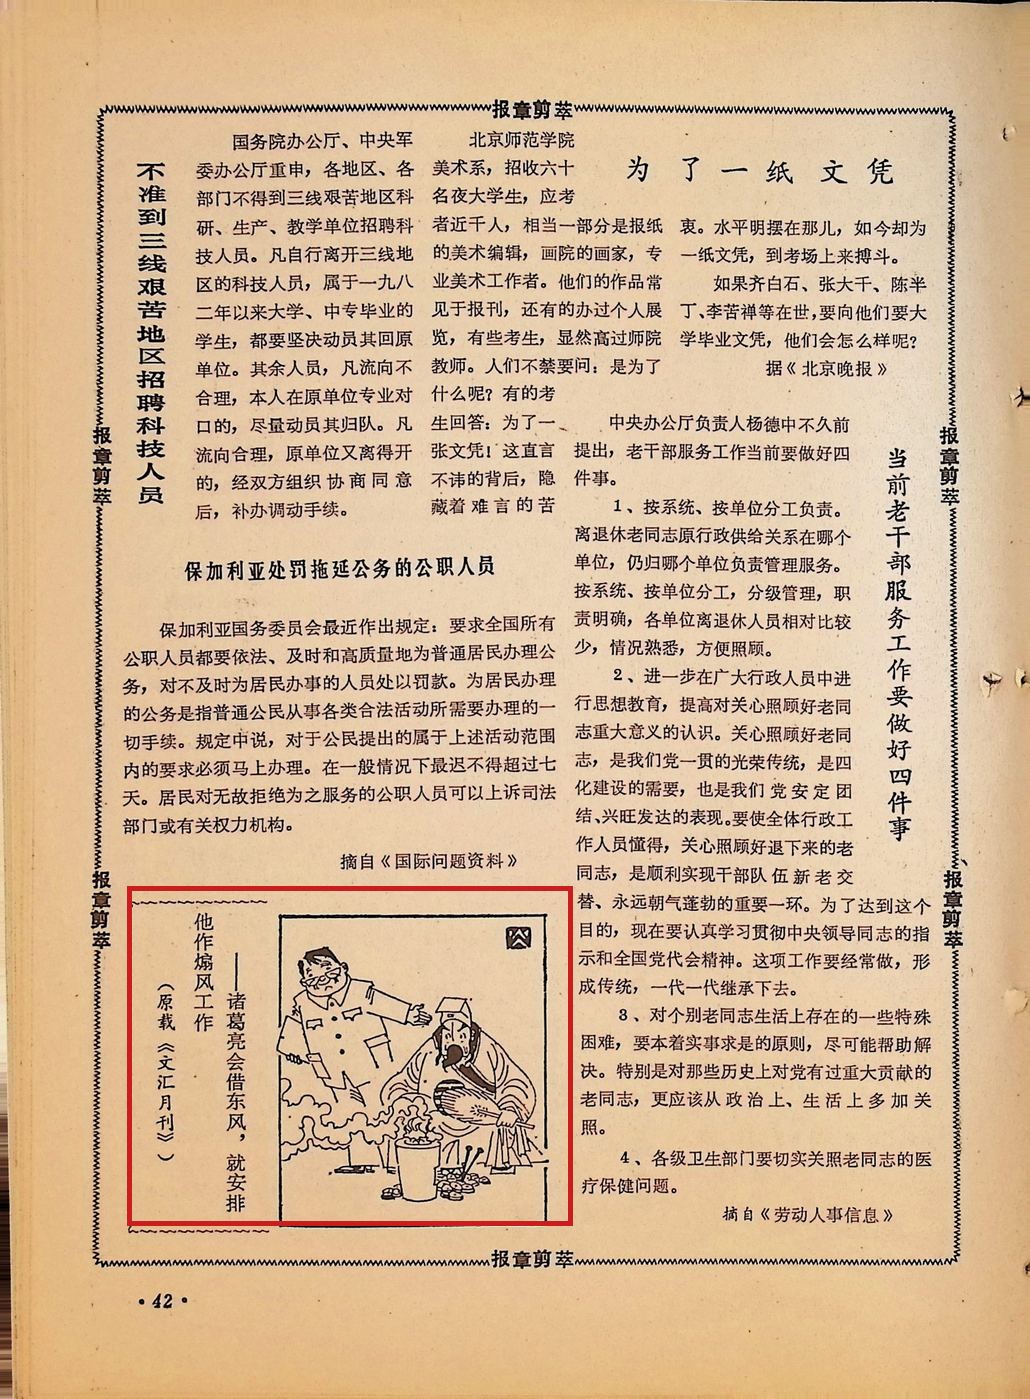 报章剪萃
不准到三线艰苦地区招聘科技人员
国务院办公厅、中央军
委办公厅重申，各地区、各
部门不得到三线艰苦地区科
研、生产、教学单位招聘科
技人员。凡自行离开三线地
区的科技人员，属于一九八
二年以来大学、中专毕业的
学生，都要坚决动员其回原
单位。其余人员，凡流向不
合理，本人在原单位专业对
口的，尽量动员其归队。凡
流向合理，原单位又离得开
的，经双方组织协商同意
后，补办调动手续。
为了一纸文凭
北京师范学院
美术系，招收六十
名夜大学生，应考
者近千人，相当一部分是报纸
的美术编辑，画院的画家，专
业美术工作者。他们的作品常
见于报刊，还有的办过个人展
览，有些考生，显然高过师院
教师。人们不禁要问：是为了
什么呢？有的考
生回答：为了一
张文凭！这直言
不讳的背后，隐
藏着难言的苦
衷。水平明摆在那儿，如今却为
一纸文凭，到考场上来搏斗。
如果齐白石、张大千、陈半
丁、李苦禅等在世，要向他们要大
学毕业文凭，他们会怎么样呢？
据《北京晚报》
保加利亚处罚拖延公务的公职人员
保加利亚国务委员会最近作出规定：要求全国所有
公职人员都要依法、及时和高质量地为普通居民办理公
务，对不及时为居民办事的人员处以罚款。为居民办理
的公务是指普通公民从事各类合法活动所需要办理的一
切手续。规定中说，对于公民提出的属于上述活动范围
内的要求必须马上办理。在一般情况下最迟不得超过七
天。居民对无故拒绝为之服务的公职人员可以上诉司法
部门或有关权力机构。
摘自《国际问题资料》
当前老干部服务工作要做好四件事
中央办公厅负责人杨德中不久前
提出，老干部服务工作当前要做好四
件事。
1、按系统、按单位分工负责。
离退休老同志原行政供给关系在哪个
单位，仍归哪个单位负责管理服务。
按系统、按单位分工，分级管理，职
责明确，各单位离退休人员相对比较
少，情况熟悉，方便照顾。
2、进一步在广大行政人员中进
行思想教育，提高对关心照顾好老同
志重大意义的认识。关心照顾好老同
志，是我们党一贯的光荣传统，是四
化建设的需要，也是我们党安定团
结、兴旺发达的表现。要使全体行政工
作人员懂得，关心照顾好退下来的老
同志，是顺利实现干部队伍新老交
替、永远朝气蓬勃的重要一环。为了达到这个
目的，现在要认真学习贯彻中央领导同志的指
示和全国党代会精神。这项工作要经常做，形
成传统，一代一代继承下去。
3、对个别老同志生活上存在的一些特殊
困难，要本着实事求是的原则，尽可能帮助解
决。特别是对那些历史上对党有过重大贡献的
老同志，更应该从政治上、生活上多加关
照。
4、各级卫生部门要切实关照老同志的医
疗保健问题。
摘自《劳动人事信息》
——诸葛亮会借东风，就安排
他作煽风工作
（原载《文汇月刊》）
报章剪萃
报章剪萃
报章剪萃
报章剪萃
报章剪萃
·42·